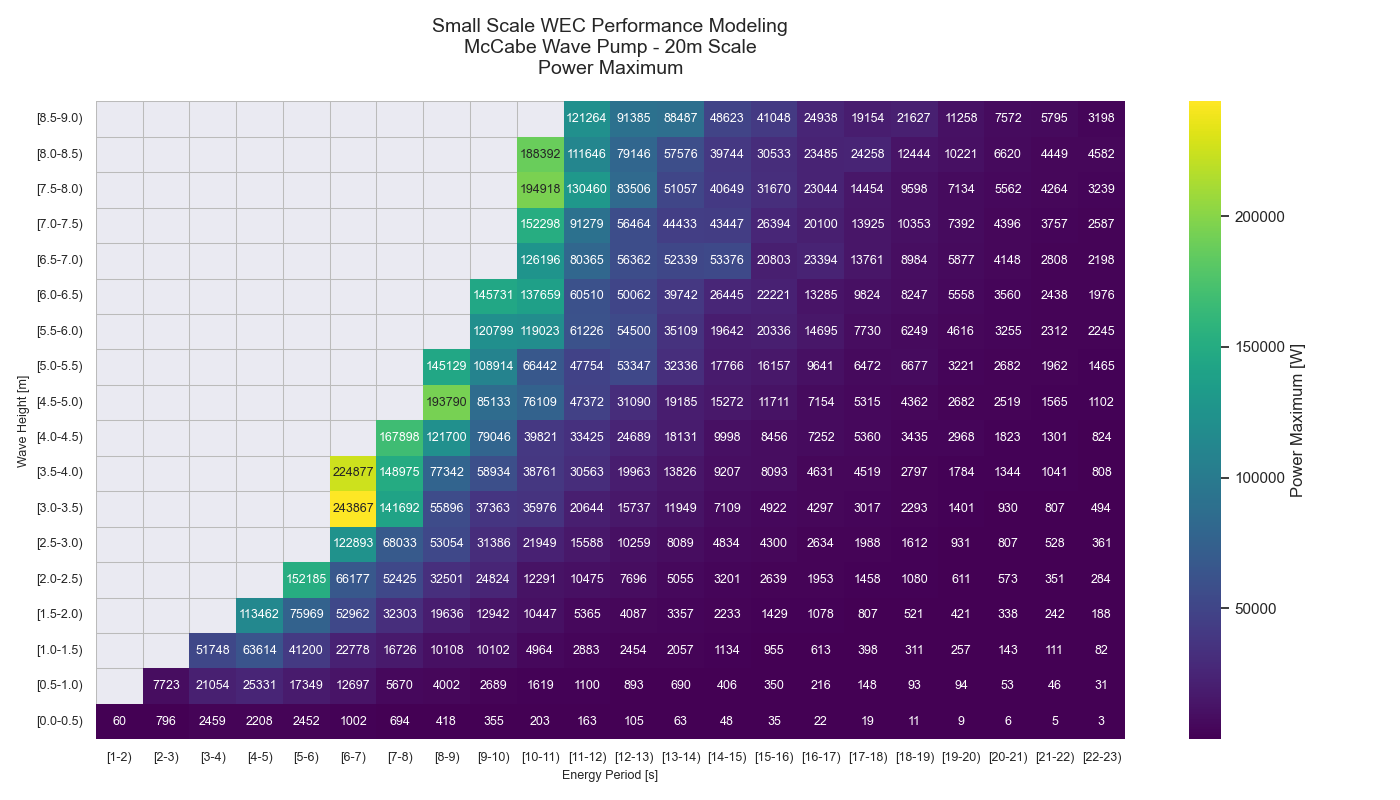 Small Scale WEC Performance Modeling
McCabe Wave Pump - 20m Scale
Power Maximum
Wave Height [m]
[8.5-9.0) 121264 91385 88487 48623 41048 24938 19154 21627 11258 7572 5795 3198
[8.0-8.5) 188392 111646 79146 57576 39744 30533 23485 24258 12444 10221 6620 4449 4582
[7.5-8.0) 194918 130460 83506 51057 40649 31670 23044 14454 9598 7134 5562 4264 3239
[7.0-7.5) 152298 91279 56464 44433 43447 26394 20100 13925 10353 7392 4396 3757 2587
[6.5-7.0) 126196 80365 56362 52339 53376 20803 23394 13761 8984 5877 4148 2808 2198
[6.0-6.5) 145731 137659 60510 50062 39742 26445 22221 13285 9824 8247 5558 3560 2438 1976
[5.5-6.0) 120799 119023 61226 54500 35109 19642 20336 14695 7730 6249 4616 3255 2312 2245
[5.0-5.5) 145129 108914 66442 47754 53347 32336 17766 16157 9641 6472 6677 3221 2682 1962 1465
[4.5-5.0) 193790 85133 76109 47372 31090 19185 15272 11711 7154 5315 4362 2682 2519 1565 1102
[4.0-4.5) 167898 121700 79046 39821 33425 24689 18131 9998 8456 7252 5360 3435 2968 1823 1301 824
[3.5-4.0) 224877 148975 77342 58934 38761 30563 19963 13826 9207 8093 4631 4519 2797 1784 1344 1041 808
[3.0-3.5) 243867 141692 55896 37363 35976 20644 15737 11949 7109 4922 4297 3017 2293 1401 930 807 494
[2.5-3.0) 122893 68033 53054 31386 21949 15588 10259 8089 4834 4300 2634 1988 1612 931 807 528 361
[2.0-2.5) 152185 66177 52425 32501 24824 12291 10475 7696 5055 3201 2639 1953 1458 1080 611 573 351 284
[1.5-2.0) 113462 75969 52962 32303 19636 12942 10447 5365 4087 3357 2233 1429 1078 807 521 421 338 242 188
[1.0-1.5) 51748 63614 41200 22778 16726 10108 10102 4964 2883 2454 2057 1134 955 613 398 311 257 143 111 82
[0.5-1.0) 7723 21054 25331 17349 12697 5670 4002 2689 1619 1100 893 690 406 350 216 148 93 94 53 46 31
[0.0-0.5) 60 796 2459 2208 2452 1002 694 418 355 203 163 105 63 48 35 22 19 11 9 6 5 3
[1-2) [2-3) [3-4) [4-5) [5-6) [6-7) [7-8) [8-9) [9-10) [10-11) [11-12) [12-13) [13-14) [14-15) [15-16) [16-17) [17-18) [18-19) [19-20) [20-21) [21-22) [22-23)
Energy Period [s]
200000
150000
100000
50000
Power Maximum [W]